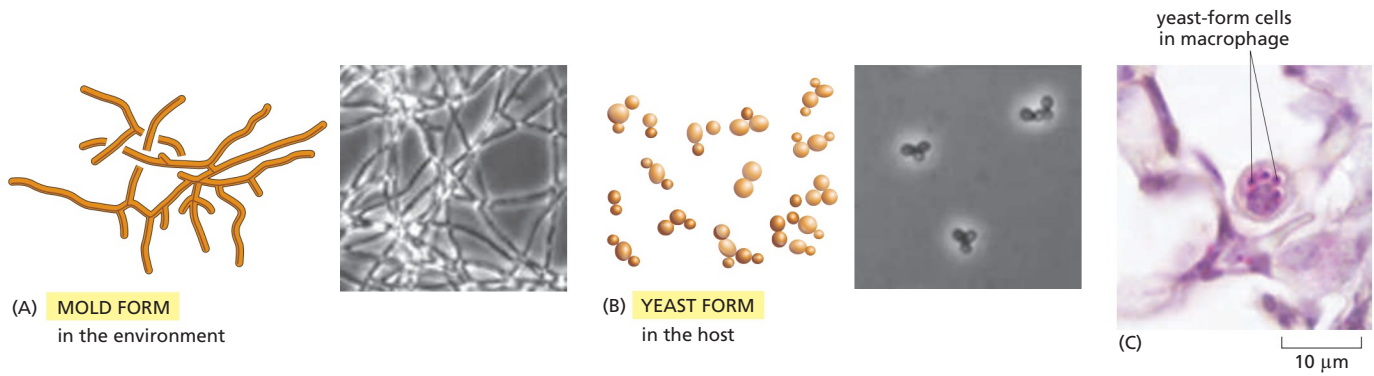 (A) MOLD FORM
in the environment
(B) YEAST FORM
in the host
yeast-form cells
in macrophage
(C)
10 μm